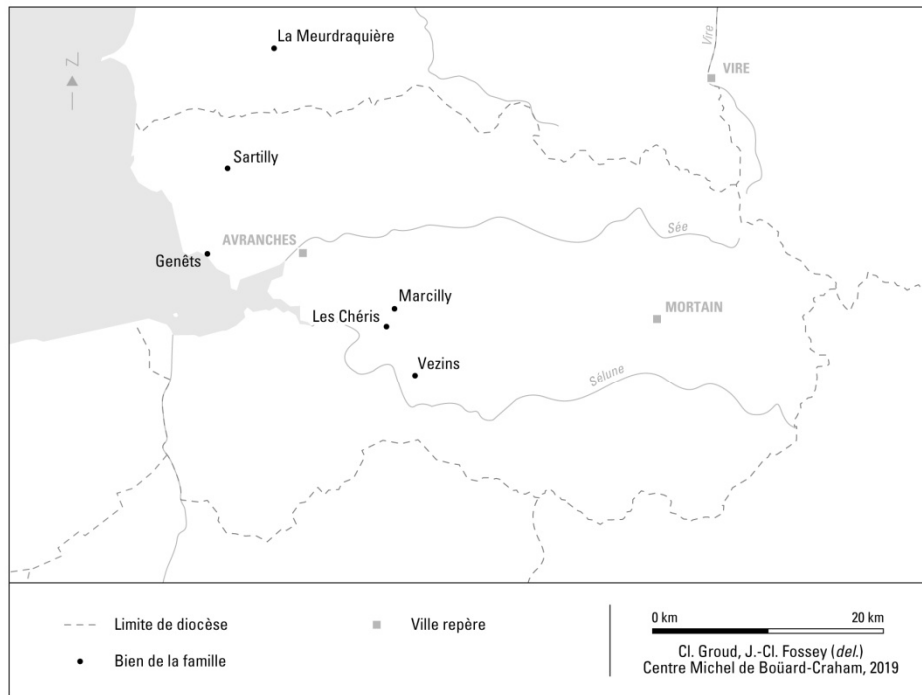 La Meurdraquière
Vire
VIRE
Z
Sartilly
Sée
AVRANCHES
Genêts
Marcilly
Les Chéris
MORTAIN
Vezins
Sélune
Limite de diocèse
Ville repère
Bien de la famille
0 km 20 km
Cl. Groud, J.-Cl. Fossey (del.)
Centre Michel de Boüard-Craham, 2019